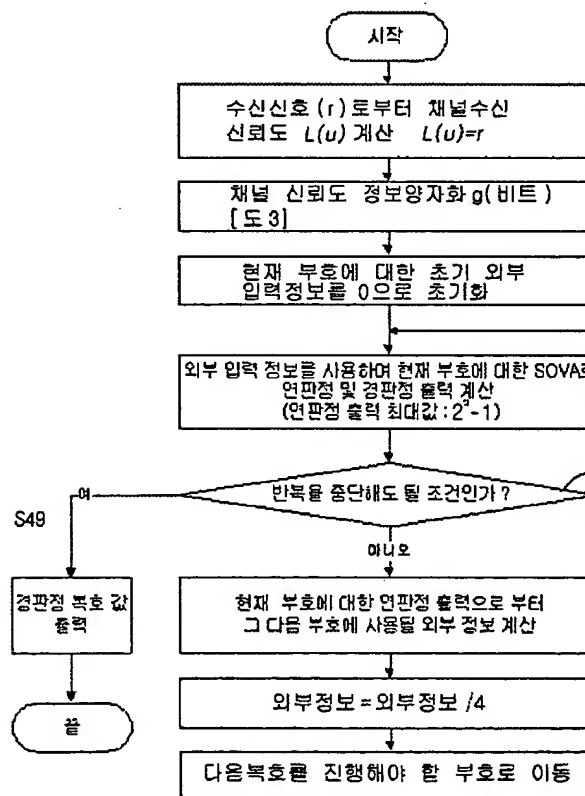 시작
수신신호(r)로부터 채널수신
신뢰도 L(u) 계산 L(u)=r
채널 신뢰도 정보양자화 g(비트)
[도3]
현재 부호에 대한 초기 외부
입력정보를 0으로 초기화
외부 입력 정보를 사용하여 현재 부호에 대한 SOVA로
연판정 및 경판정 출력 계산
(연판정 출력 최대값 : 2^g-1)
반복을 중단해도 될 조건인가?
예
S49
아니오
경판정 복호 값
출력
현재 부호에 대한 연판정 출력으로 부터
그 다음 부호에 사용될 외부 정보 계산
외부정보=외부정보/4
끝
다음복호를 진행해야 할 부호로 이동